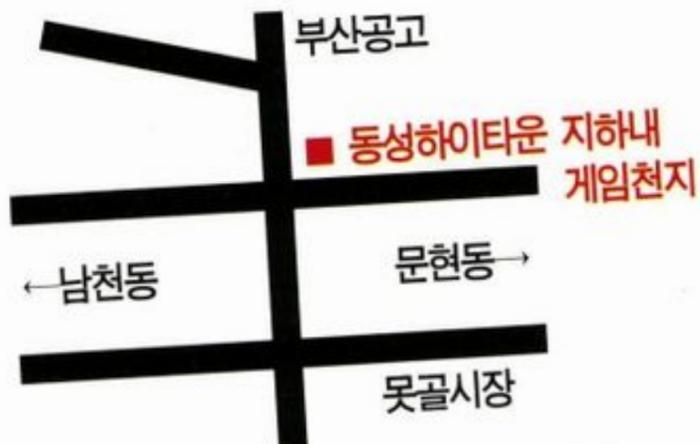 부산공고
■ 동성하이타운 지하내
게임천지
←남천동
문현동→
못골시장